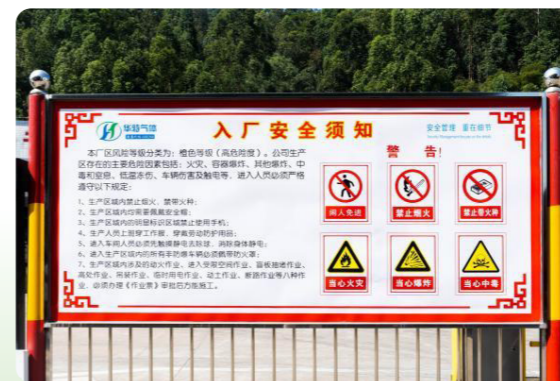 华特气体
入厂安全须知
安全管理 重在细节
本厂区风险等级分类为：橙色等级（高危险度）。公司生产
区存在的主要危险因素包括：火灾、容器爆炸、其他爆炸、中
毒和窒息、低温冻伤、车辆伤害及触电等，进入人员必须严格
遵守以下规定：
1、生产区域内禁止烟火，禁带火种；
2、生产区域内均需要佩戴安全帽；
3、生产区域内的明显标识区域禁止使用手机；
4、生产人员上班穿工作服、穿戴劳动防护用品；
5、进入车间人员必须先触摸静电去除球，消除身体静电；
6、进入生产区域内的所有非防爆车辆必须佩带防火罩；
7、生产区域内涉及的动火作业、进入受限空间作业、盲板抽堵作业、
高处作业、吊装作业、临时用电作业、动土作业、断路作业等八种作
业，必须办理《作业票》审批后方能施工。
警 告!
闲人免进
禁止烟火
禁止带火种
当心火灾
当心爆炸
当心中毒